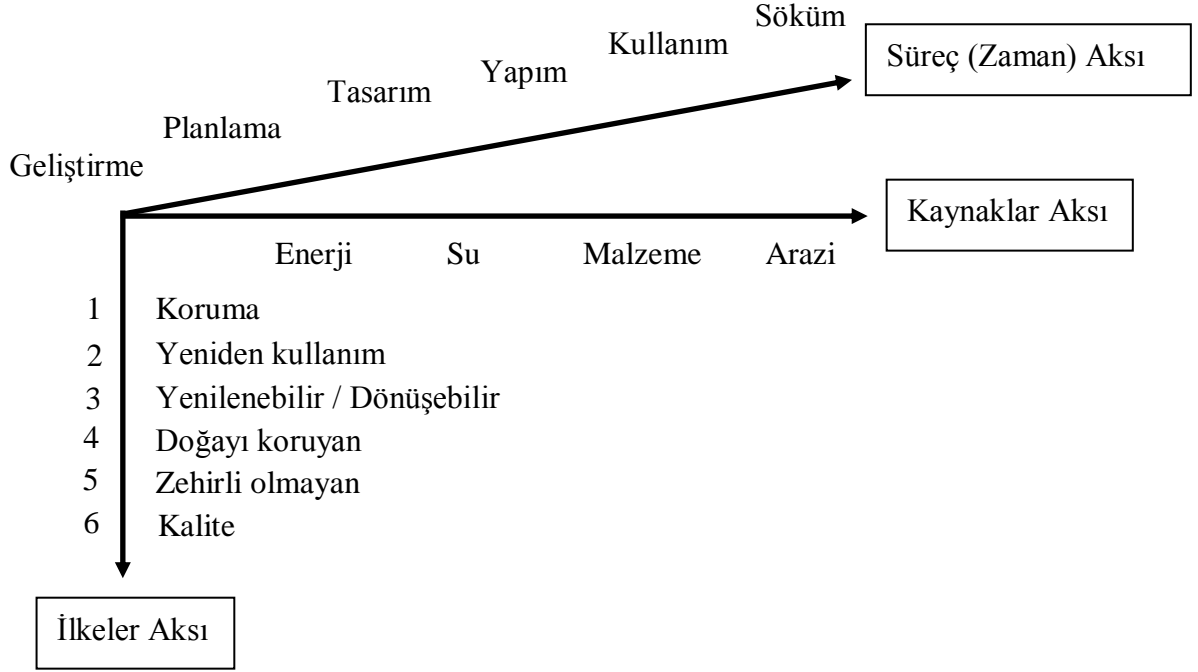 Söküm
Kullanım
Süreç (Zaman) Aksı
Yapım
Tasarım
Planlama
Geliştirme
Kaynaklar Aksı
Enerji Su Malzeme Arazi
1 Koruma
2 Yeniden kullanım
3 Yenilenebilir / Dönüşebilir
4 Doğayı koruyan
5 Zehirli olmayan
6 Kalite
İlkeler Aksı